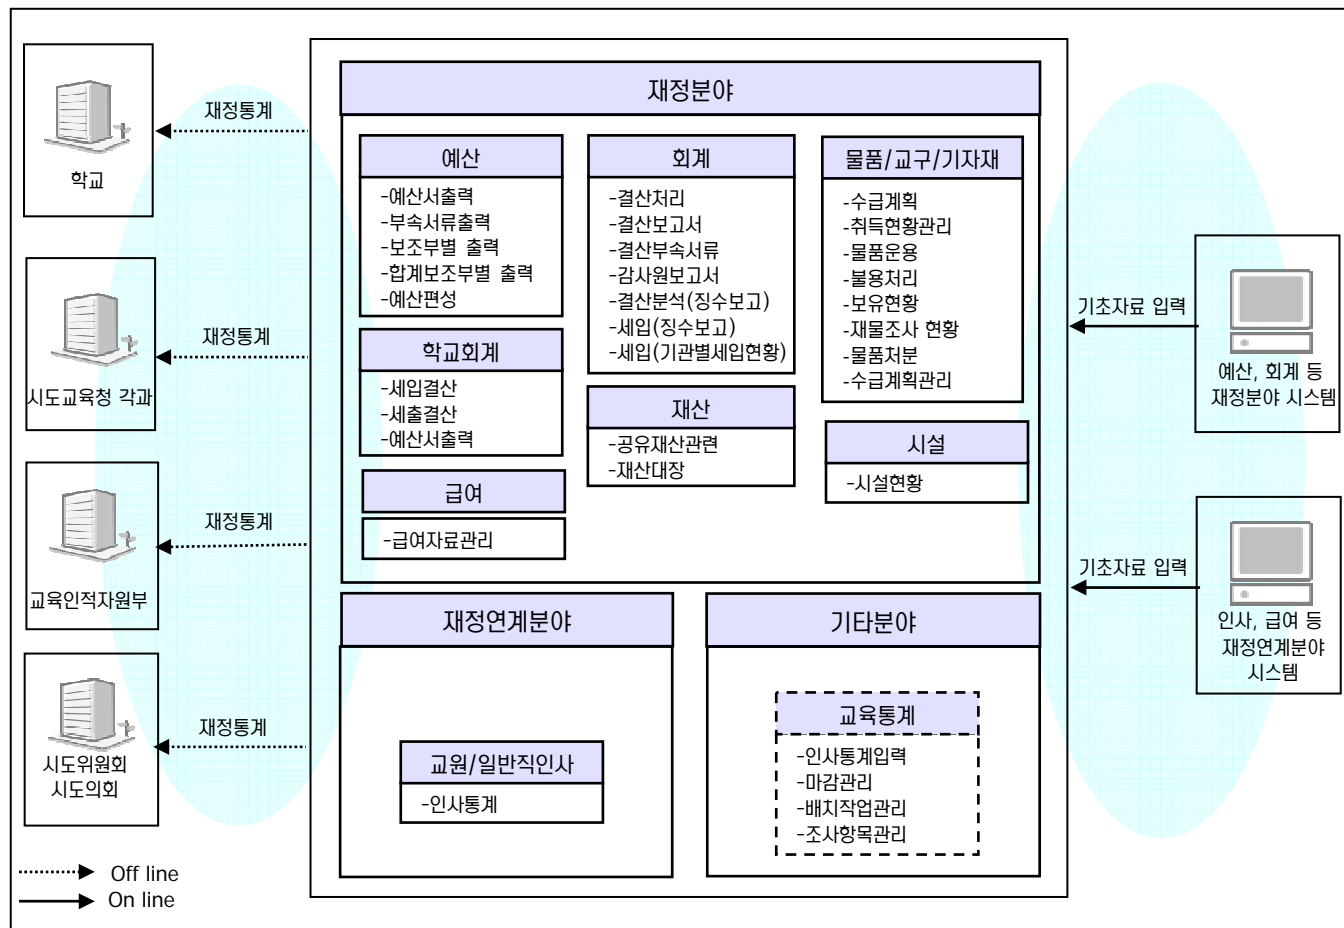 재정분야
예산
-예산서출력
-부속서류출력
-보조부별 출력
-합계보조부별 출력
-예산편성
학교회계
-세입결산
-세출결산
-예산서출력
급여
-급여자료관리
회계
-결산처리
-결산보고서
-결산부속서류
-감사원보고서
-결산분석(징수보고)
-세입(징수보고)
-세입(기관별세입현황)
재산
-공유재산관련
-재산대장
물품/교구/기자재
-수급계획
-취득현황관리
-물품운용
-불용처리
-보유현황
-재물조사 현황
-물품처분
-수급계획관리
시설
-시설현황
재정연계분야
교원/일반직인사
-인사통계
기타분야
교육통계
-인사통계입력
-마감관리
-배치작업관리
-조사항목관리
학교
재정통계
시도교육청 각과
재정통계
교육인적자원부
재정통계
시도위원회
시도의회
재정통계
기초자료 입력
예산, 회계 등
재정분야 시스템
기초자료 입력
인사, 급여 등
재정연계분야
시스템
Off line
On line